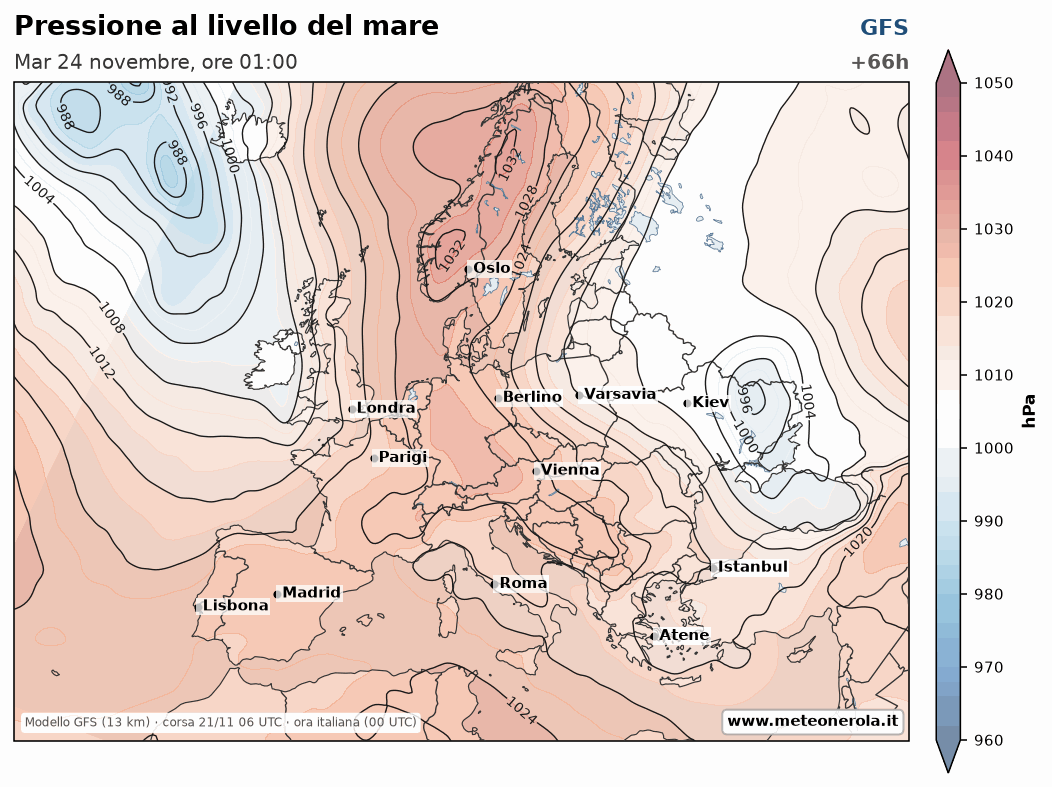 Pressione al livello del mare
GFS
Mar 24 novembre, ore 01:00
+66h
988
988
992
996
1000
988
1004
1008
1012
1032
1028
1032
1024
Oslo
Londra
Berlino
Varsavia
Kiev
996
1004
1000
Parigi
Vienna
1020
Istanbul
Roma
Madrid
Lisbona
Atene
1024
Modello GFS (13 km) · corsa 21/11 06 UTC · ora italiana (00 UTC)
www.meteonerola.it
1050
1040
1030
1020
1010
1000
990
980
970
960
hPa